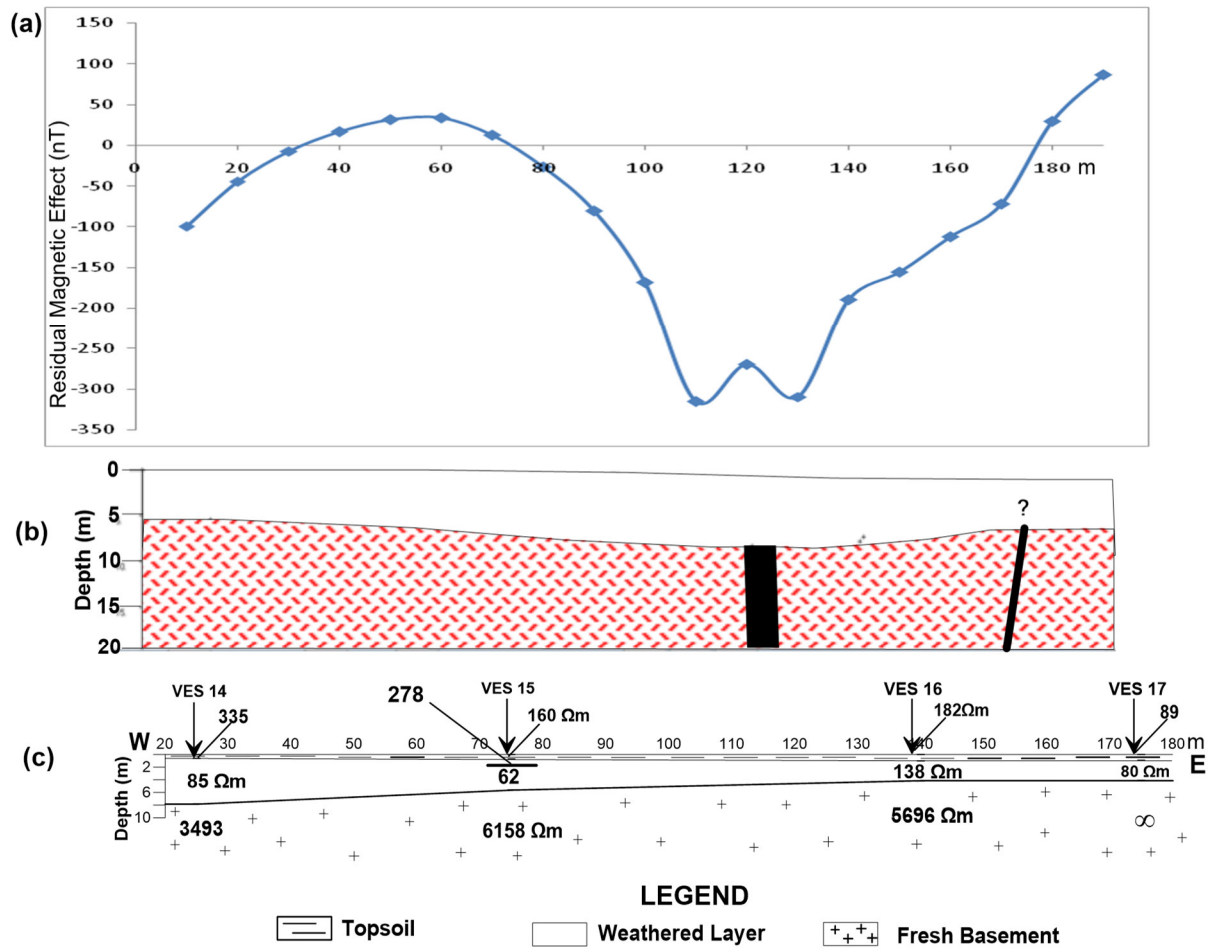 (a)
Residual Magnetic Effect (nT)
150
100
50
0
-50
-100
-150
-200
-250
-300
-350
0 20 40 60 80 100 120 140 160 180 m
(b)
Depth (m)
0
5
10
15
20
?
(c)
VES 14
335
278
VES 15
160 Ωm
VES 16
182Ωm
VES 17
89
W
20 30 40 50 60 70 80 90 100 110 120 130 140 150 160 170 180 m
E
Depth (m)
2
6
10
85 Ωm 62 138 Ωm 80 Ωm
3493 6158 Ωm 5696 Ωm ∞
LEGEND
Topsoil Weathered Layer Fresh Basement